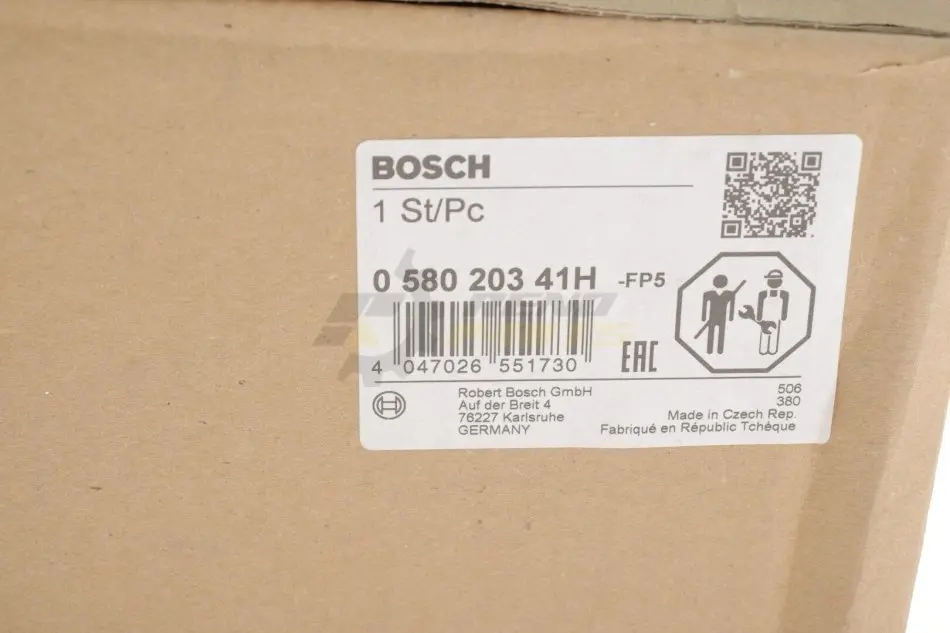 BOSCH
1 St/Pc
0 580 203 41H -FP5
4 047026 551730
EAC
Robert Bosch GmbH
Auf der Breit 4
76227 Karlsruhe
GERMANY
506
380
Made in Czech Rep.
Fabriqué en République Tchéque